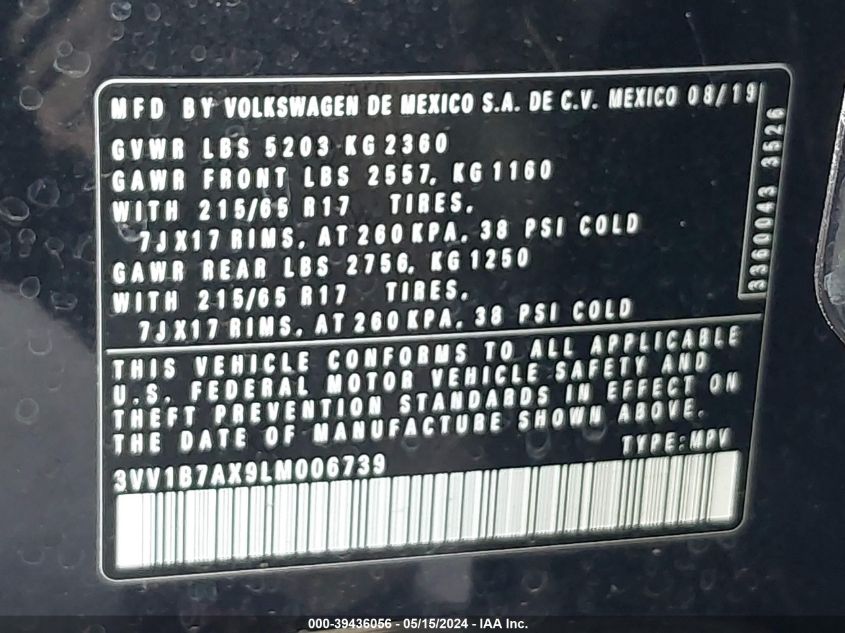 MFD BY VOLKSWAGEN DE MEXICO S.A. DE C.V. MEXICO 08/19
GVWR LBS 5203 KG 2360
GAWR FRONT LBS 2557, KG 1160
WITH 215/65 R17 TIRES,
7JX17 RIMS, AT 260 KPA, 38 PSI COLD
GAWR REAR LBS 2756, KG 1250
WITH 215/65 R17 TIRES,
7JX17 RIMS, AT 260 KPA, 38 PSI COLD
3360043 3526
THIS VEHICLE CONFORMS TO ALL APPLICABLE
U.S. FEDERAL MOTOR VEHICLE SAFETY AND
THEFT PREVENTION STANDARDS IN EFFECT ON
THE DATE OF MANUFACTURE SHOWN ABOVE.
TYPE: MPV
3VV1B7AX9LM006739
000-39436056 - 05/15/2024 - IAA Inc.